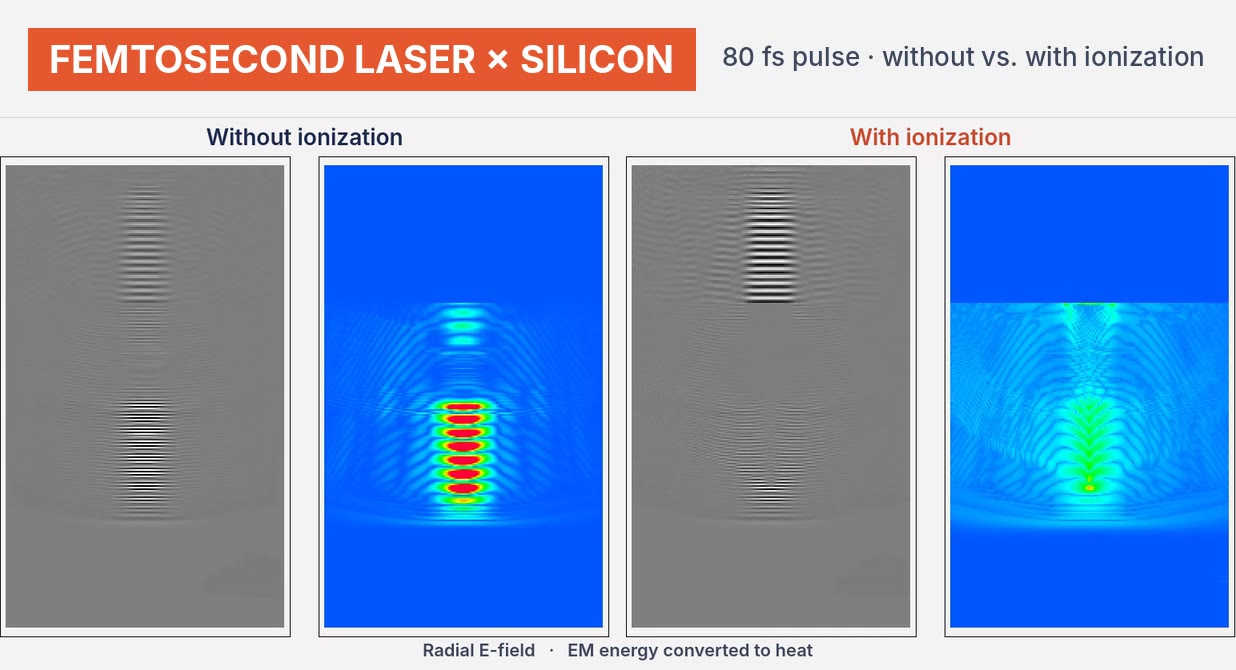 FEMTOSECOND LASER × SILICON
80 fs pulse · without vs. with ionization
Without ionization
With ionization
Radial E-field · EM energy converted to heat